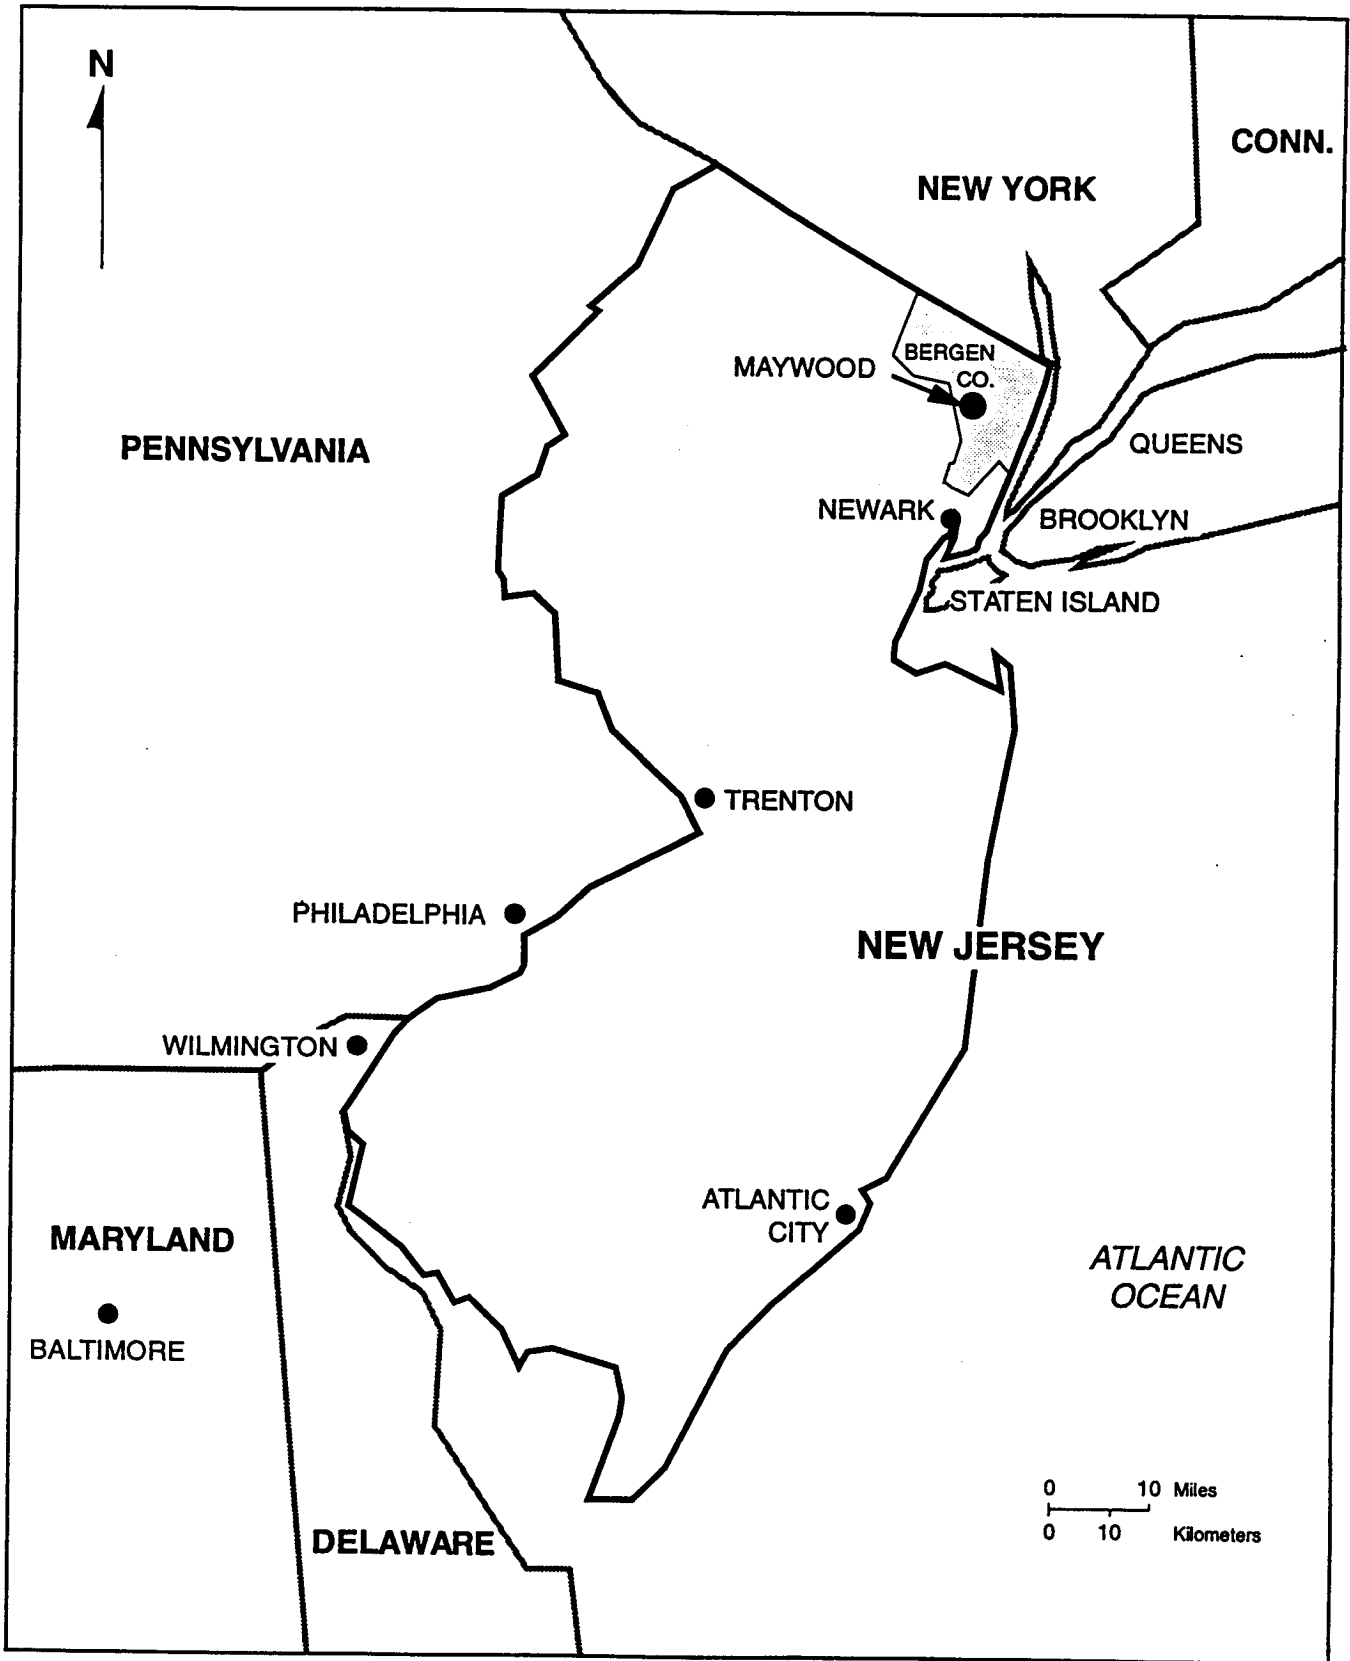 N
CONN.
NEW YORK
BERGEN
CO.
MAYWOOD
PENNSYLVANIA
QUEENS
NEWARK
BROOKLYN
STATEN ISLAND
TRENTON
PHILADELPHIA
NEW JERSEY
WILMINGTON
ATLANTIC
CITY
MARYLAND
ATLANTIC
OCEAN
BALTIMORE
0 10 Miles
0 10 Kilometers
DELAWARE